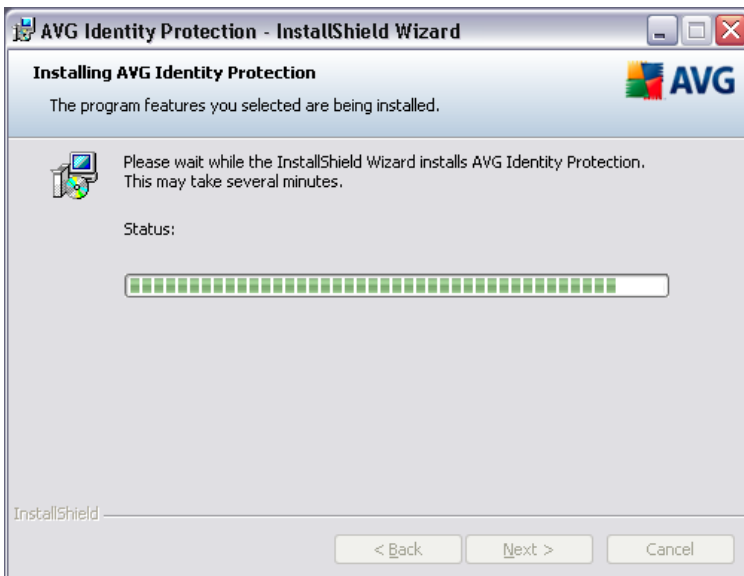 AVG Identity Protection - InstallShield Wizard
Installing AVG Identity Protection
The program features you selected are being installed.
AVG
Please wait while the InstallShield Wizard installs AVG Identity Protection.
This may take several minutes.
Status:
InstallShield
< Back
Next >
Cancel